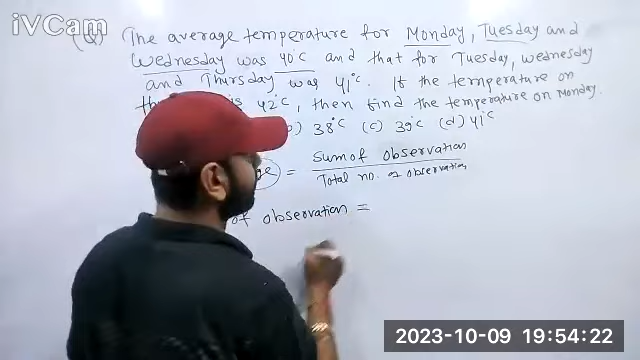 iVCam
(Q) The average temperature for Monday, Tuesday and
Wednesday was 40°C and that for Tuesday, wednesday
and Thursday was 41°C. If the temperature on
42°C, then find the temperature on Monday.
38°C (c) 39°C (d) 41°C
= Sum of observation
Total no. of observation
of observation =
2023-10-09 19:54:22